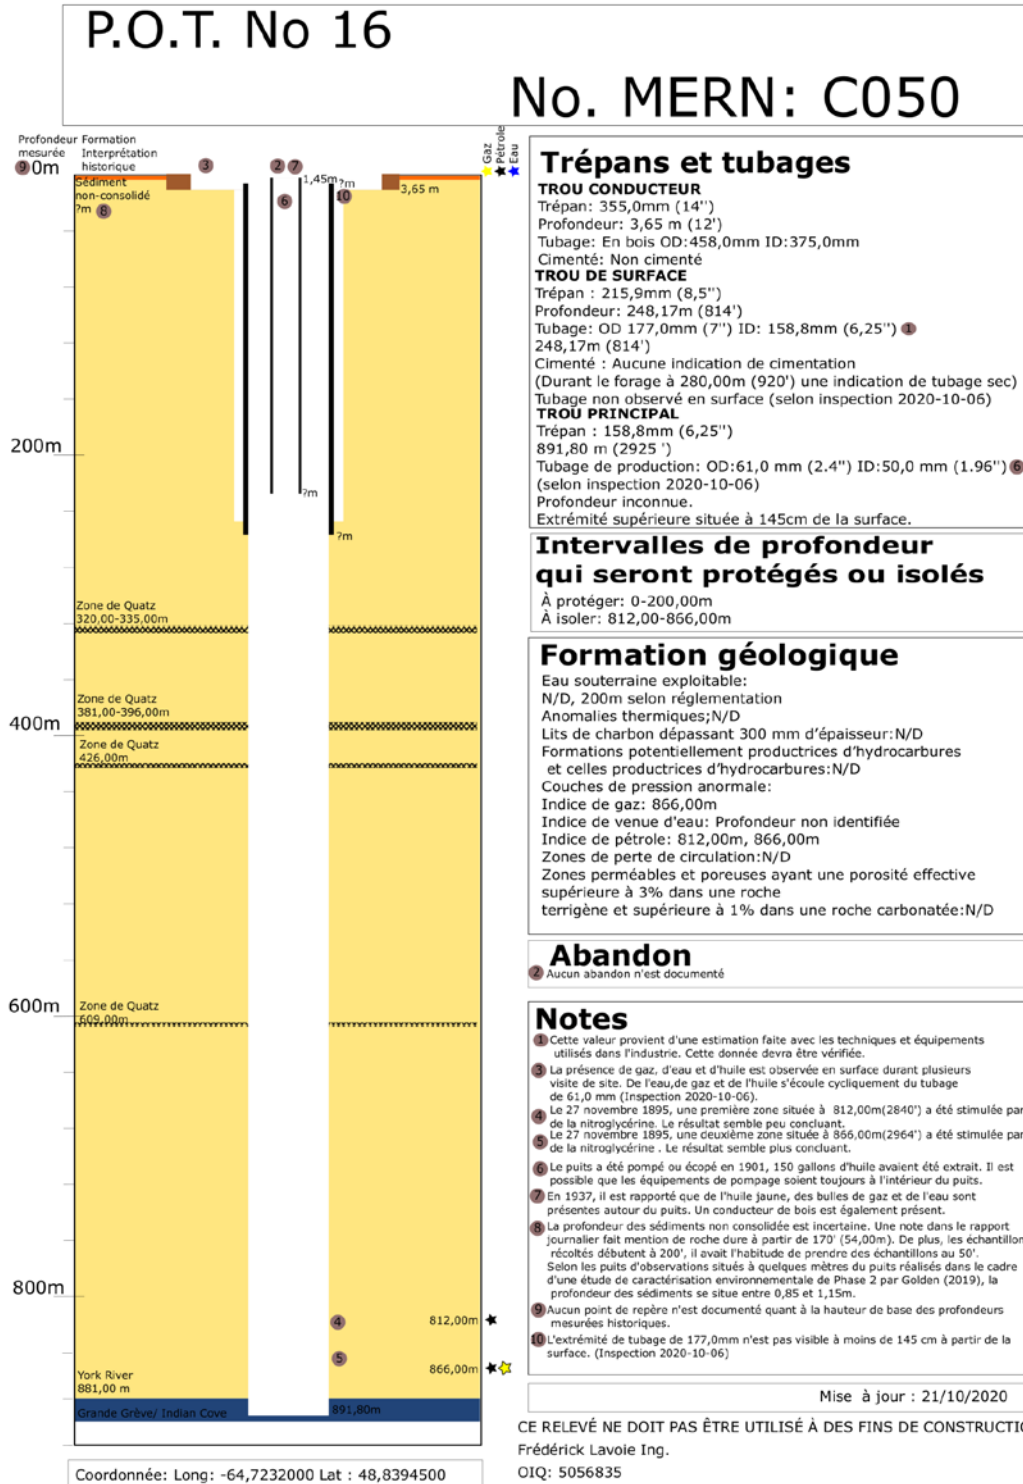 P.O.T. No 16
No. MERN: C050
Profondeur mesurée
Formation Interprétation historique
Gaz
Pétrole
Eau
9 0m
3
2
7
1,45m
?m
10
3,65 m
6
Sédiment
non-consolidé
?m 8
200m
?m
?m
Zone de Quatz
320,00-335,00m
Zone de Quatz
381,00-396,00m
400m
Zone de Quatz
426,00m
600m
Zone de Quatz
609,00m
800m
4
812,00m
5
866,00m
York River
881,00 m
Grande Grève/ Indian Cove
891,80m
Coordonnée: Long: -64,7232000 Lat : 48,8394500
Trépans et tubages
TROU CONDUCTEUR
Trépan: 355,0mm (14'')
Profondeur: 3,65 m (12')
Tubage: En bois OD:458,0mm ID:375,0mm
Cimenté: Non cimenté
TROU DE SURFACE
Trépan : 215,9mm (8,5'')
Profondeur: 248,17m (814')
Tubage: OD 177,0mm (7'') ID: 158,8mm (6,25'') 1
248,17m (814')
Cimenté : Aucune indication de cimentation
(Durant le forage à 280,00m (920') une indication de tubage sec)
Tubage non observé en surface (selon inspection 2020-10-06)
TROU PRINCIPAL
Trépan : 158,8mm (6,25'')
891,80 m (2925 ')
Tubage de production: OD:61,0 mm (2.4'') ID:50,0 mm (1.96'') 6
(selon inspection 2020-10-06)
Profondeur inconnue.
Extrémité supérieure située à 145cm de la surface.
Intervalles de profondeur
qui seront protégés ou isolés
À protéger: 0-200,00m
À isoler: 812,00-866,00m
Formation géologique
Eau souterraine exploitable:
N/D, 200m selon réglementation
Anomalies thermiques;N/D
Lits de charbon dépassant 300 mm d'épaisseur:N/D
Formations potentiellement productrices d'hydrocarbures
et celles productrices d'hydrocarbures:N/D
Couches de pression anormale:
Indice de gaz: 866,00m
Indice de venue d'eau: Profondeur non identifiée
Indice de pétrole: 812,00m, 866,00m
Zones de perte de circulation:N/D
Zones perméables et poreuses ayant une porosité effective
supérieure à 3% dans une roche
terrigène et supérieure à 1% dans une roche carbonatée:N/D
Abandon
2 Aucun abandon n'est documenté
Notes
1 Cette valeur provient d'une estimation faite avec les techniques et équipements
utilisés dans l'industrie. Cette donnée devra être vérifiée.
3 La présence de gaz, d'eau et d'huile est observée en surface durant plusieurs
visite de site. De l'eau,de gaz et de l'huile s'écoule cycliquement du tubage
de 61,0 mm (Inspection 2020-10-06).
4 Le 27 novembre 1895, une première zone située à 812,00m(2840') a été stimulée par
de la nitroglycérine. Le résultat semble peu concluant.
5 Le 27 novembre 1895, une deuxième zone située à 866,00m(2964') a été stimulée par
de la nitroglycérine . Le résultat semble plus concluant.
6 Le puits a été pompé ou écopé en 1901, 150 gallons d'huile avaient été extrait. Il est
possible que les équipements de pompage soient toujours à l'intérieur du puits.
7 En 1937, il est rapporté que de l'huile jaune, des bulles de gaz et de l'eau sont
présentes autour du puits. Un conducteur de bois est également présent.
8 La profondeur des sédiments non consolidée est incertaine. Une note dans le rapport
journalier fait mention de roche dure à partir de 170' (54,00m). De plus, les échantillon
récoltés débutent à 200', il avait l'habitude de prendre des échantillons au 50'.
Selon les puits d'observations situés à quelques mètres du puits réalisés dans le cadre
d'une étude de caractérisation environnementale de Phase 2 par Golden (2019), la
profondeur des sédiments se situe entre 0,85 et 1,15m.
9 Aucun point de repère n'est documenté quant à la hauteur de base des profondeurs
mesurées historiques.
10 L'extrémité de tubage de 177,0mm n'est pas visible à moins de 145 cm à partir de la
surface. (Inspection 2020-10-06)
Mise à jour : 21/10/2020
CE RELEVÉ NE DOIT PAS ÊTRE UTILISÉ À DES FINS DE CONSTRUCTIO
Frédérick Lavoie Ing.
OIQ: 5056835